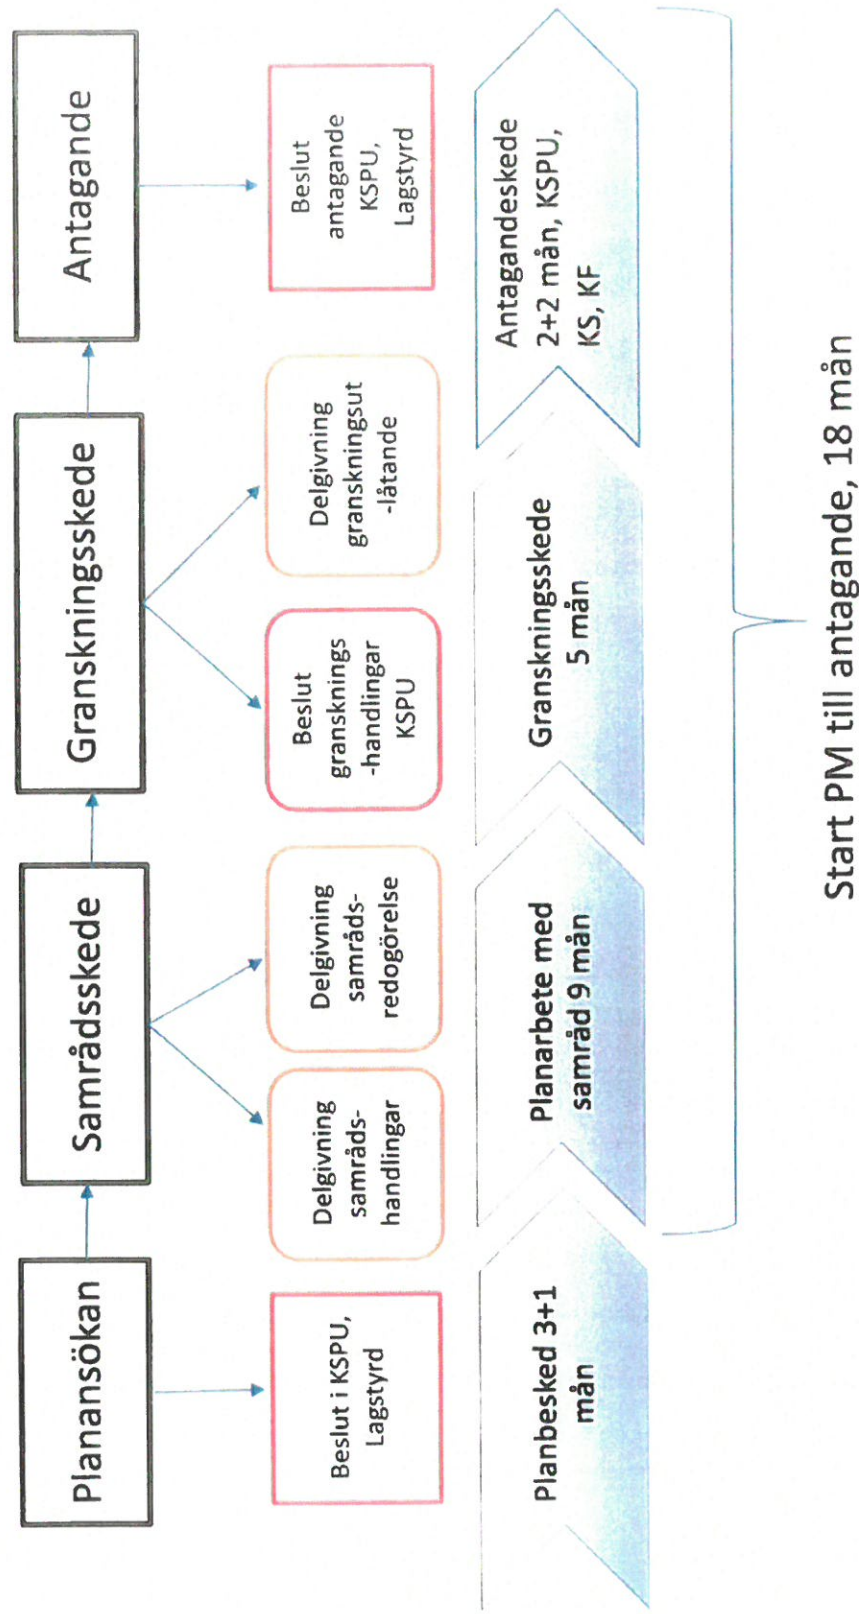 Planansökan
Samrådsskede
Granskningsskede
Antagande
Beslut i KSPU,
Lagstyrd
Delgivning
samråds-
handlingar
Delgivning
samråds-
redogörelse
Beslut
gransknings
-handlingar
KSPU
Delgivning
granskningsut
-låtande
Beslut
antagande
KSPU,
Lagstyrd
Planbesked 3+1
mån
Planarbete med
samråd 9 mån
Granskningsskede
5 mån
Antagandeskede
2+2 mån, KSPU,
KS, KF
Start PM till antagande, 18 mån